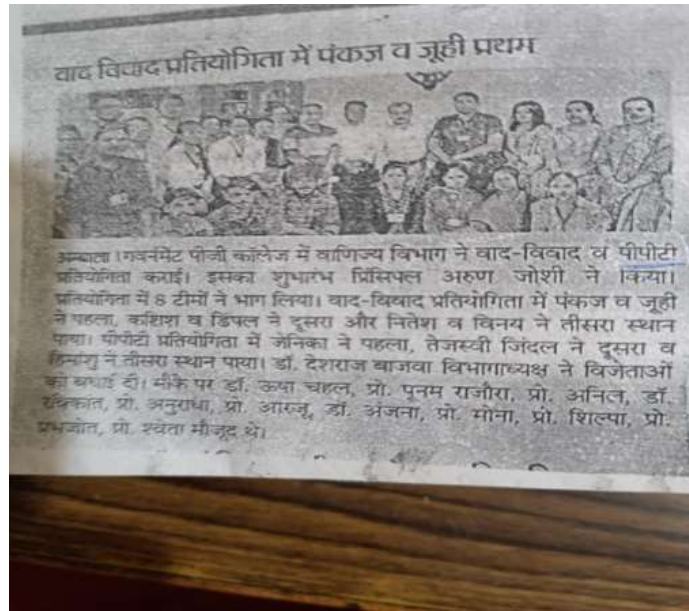 वाद विवाद प्रतियोगिता में पंकज व जूही प्रथम
अम्बाला।गवर्नमेंट पीजी कॉलेज में वाणिज्य विभाग ने वाद-विवाद व पीपीटी
प्रतियोगिता कराई। इसका शुभारंभ प्रिंसिपल अरुण जोशी ने किया।
प्रतियोगिता में 8 टीमों ने भाग लिया। वाद-विवाद प्रतियोगिता में पंकज व जूही
ने पहला, कशिश व डिंपल ने दूसरा और नितेश व विनय ने तीसरा स्थान
पाया। पीपीटी प्रतियोगिता में जेनिका ने पहला, तेजस्वी जिंदल ने दूसरा व
हिमांशु ने तीसरा स्थान पाया। डॉ. देशराज बाजवा विभागाध्यक्ष ने विजेताओं
को बधाई दी। मौके पर डॉ. ऊषा चहल, प्रो. पूनम राजौरा, प्रो. अनिल, डॉ.
प्रो. अनुराधा, प्रो. आरजू, डॉ. अंजना, प्रो. मोना, प्रो. शिल्पा, प्रो.
प्रभजोत, प्रो. श्वेता मौजूद थे।